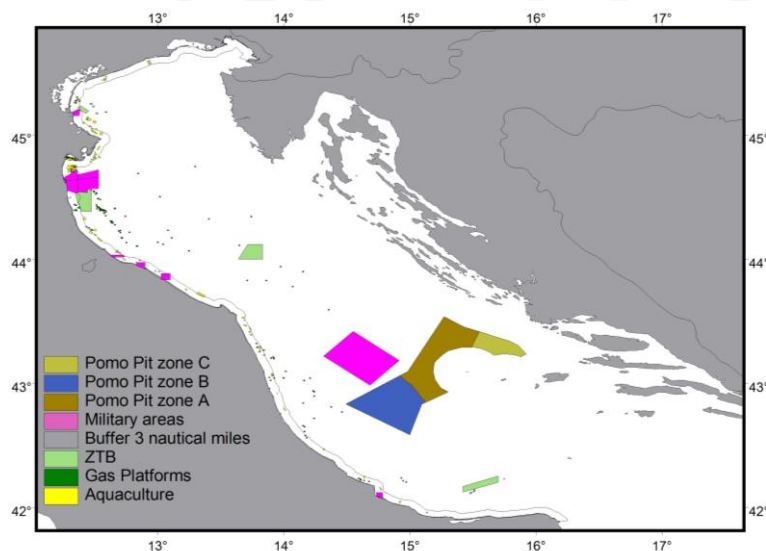 13° 14° 15° 16° 17°
45° 45°
44° 44°
43° 43°
42° 42°
Pomo Pit zone C
Pomo Pit zone B
Pomo Pit zone A
Military areas
Buffer 3 nautical miles
ZTB
Gas Platforms
Aquaculture
13° 14° 15° 16° 17°